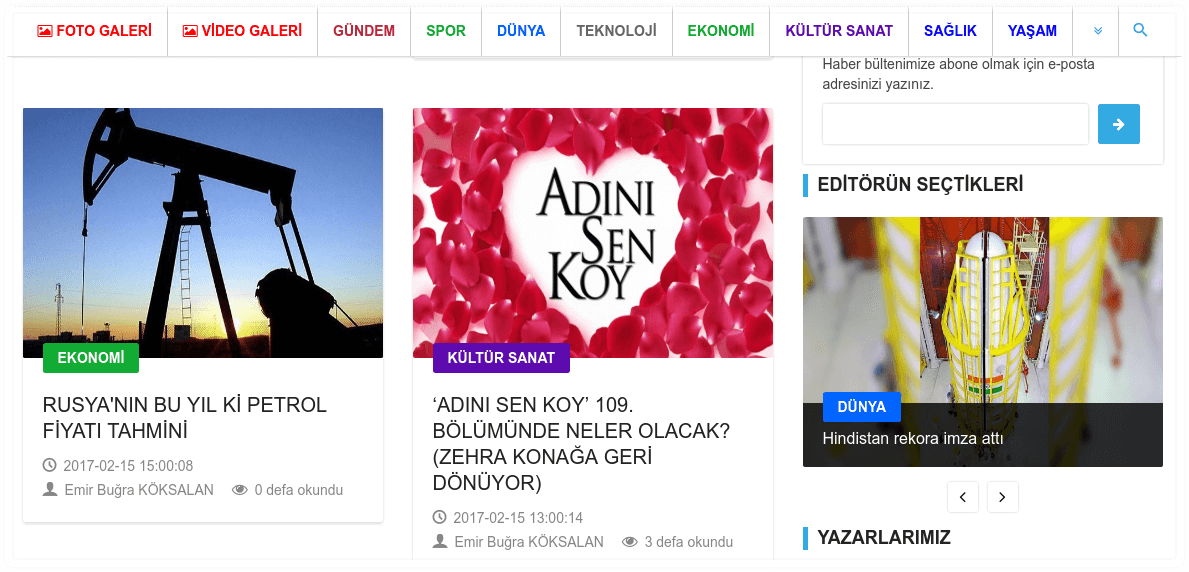 FOTO GALERİ VİDEO GALERİ GÜNDEM SPOR DÜNYA TEKNOLOJİ EKONOMİ KÜLTÜR SANAT SAĞLIK YAŞAM
EKONOMİ
RUSYA'NIN BU YIL Kİ PETROL
FİYATI TAHMİNİ
2017-02-15 15:00:08
Emir Buğra KÖKSALAN 0 defa okundu
ADINI
SEN
KOY
KÜLTÜR SANAT
‘ADINI SEN KOY’ 109.
BÖLÜMÜNDE NELER OLACAK?
(ZEHRA KONAĞA GERİ
DÖNÜYOR)
2017-02-15 13:00:14
Emir Buğra KÖKSALAN 3 defa okundu
Haber bültenimize abone olmak için e-posta
adresinizi yazınız.
EDİTÖRÜN SEÇTİKLERİ
DÜNYA
Hindistan rekora imza attı
YAZARLARIMIZ